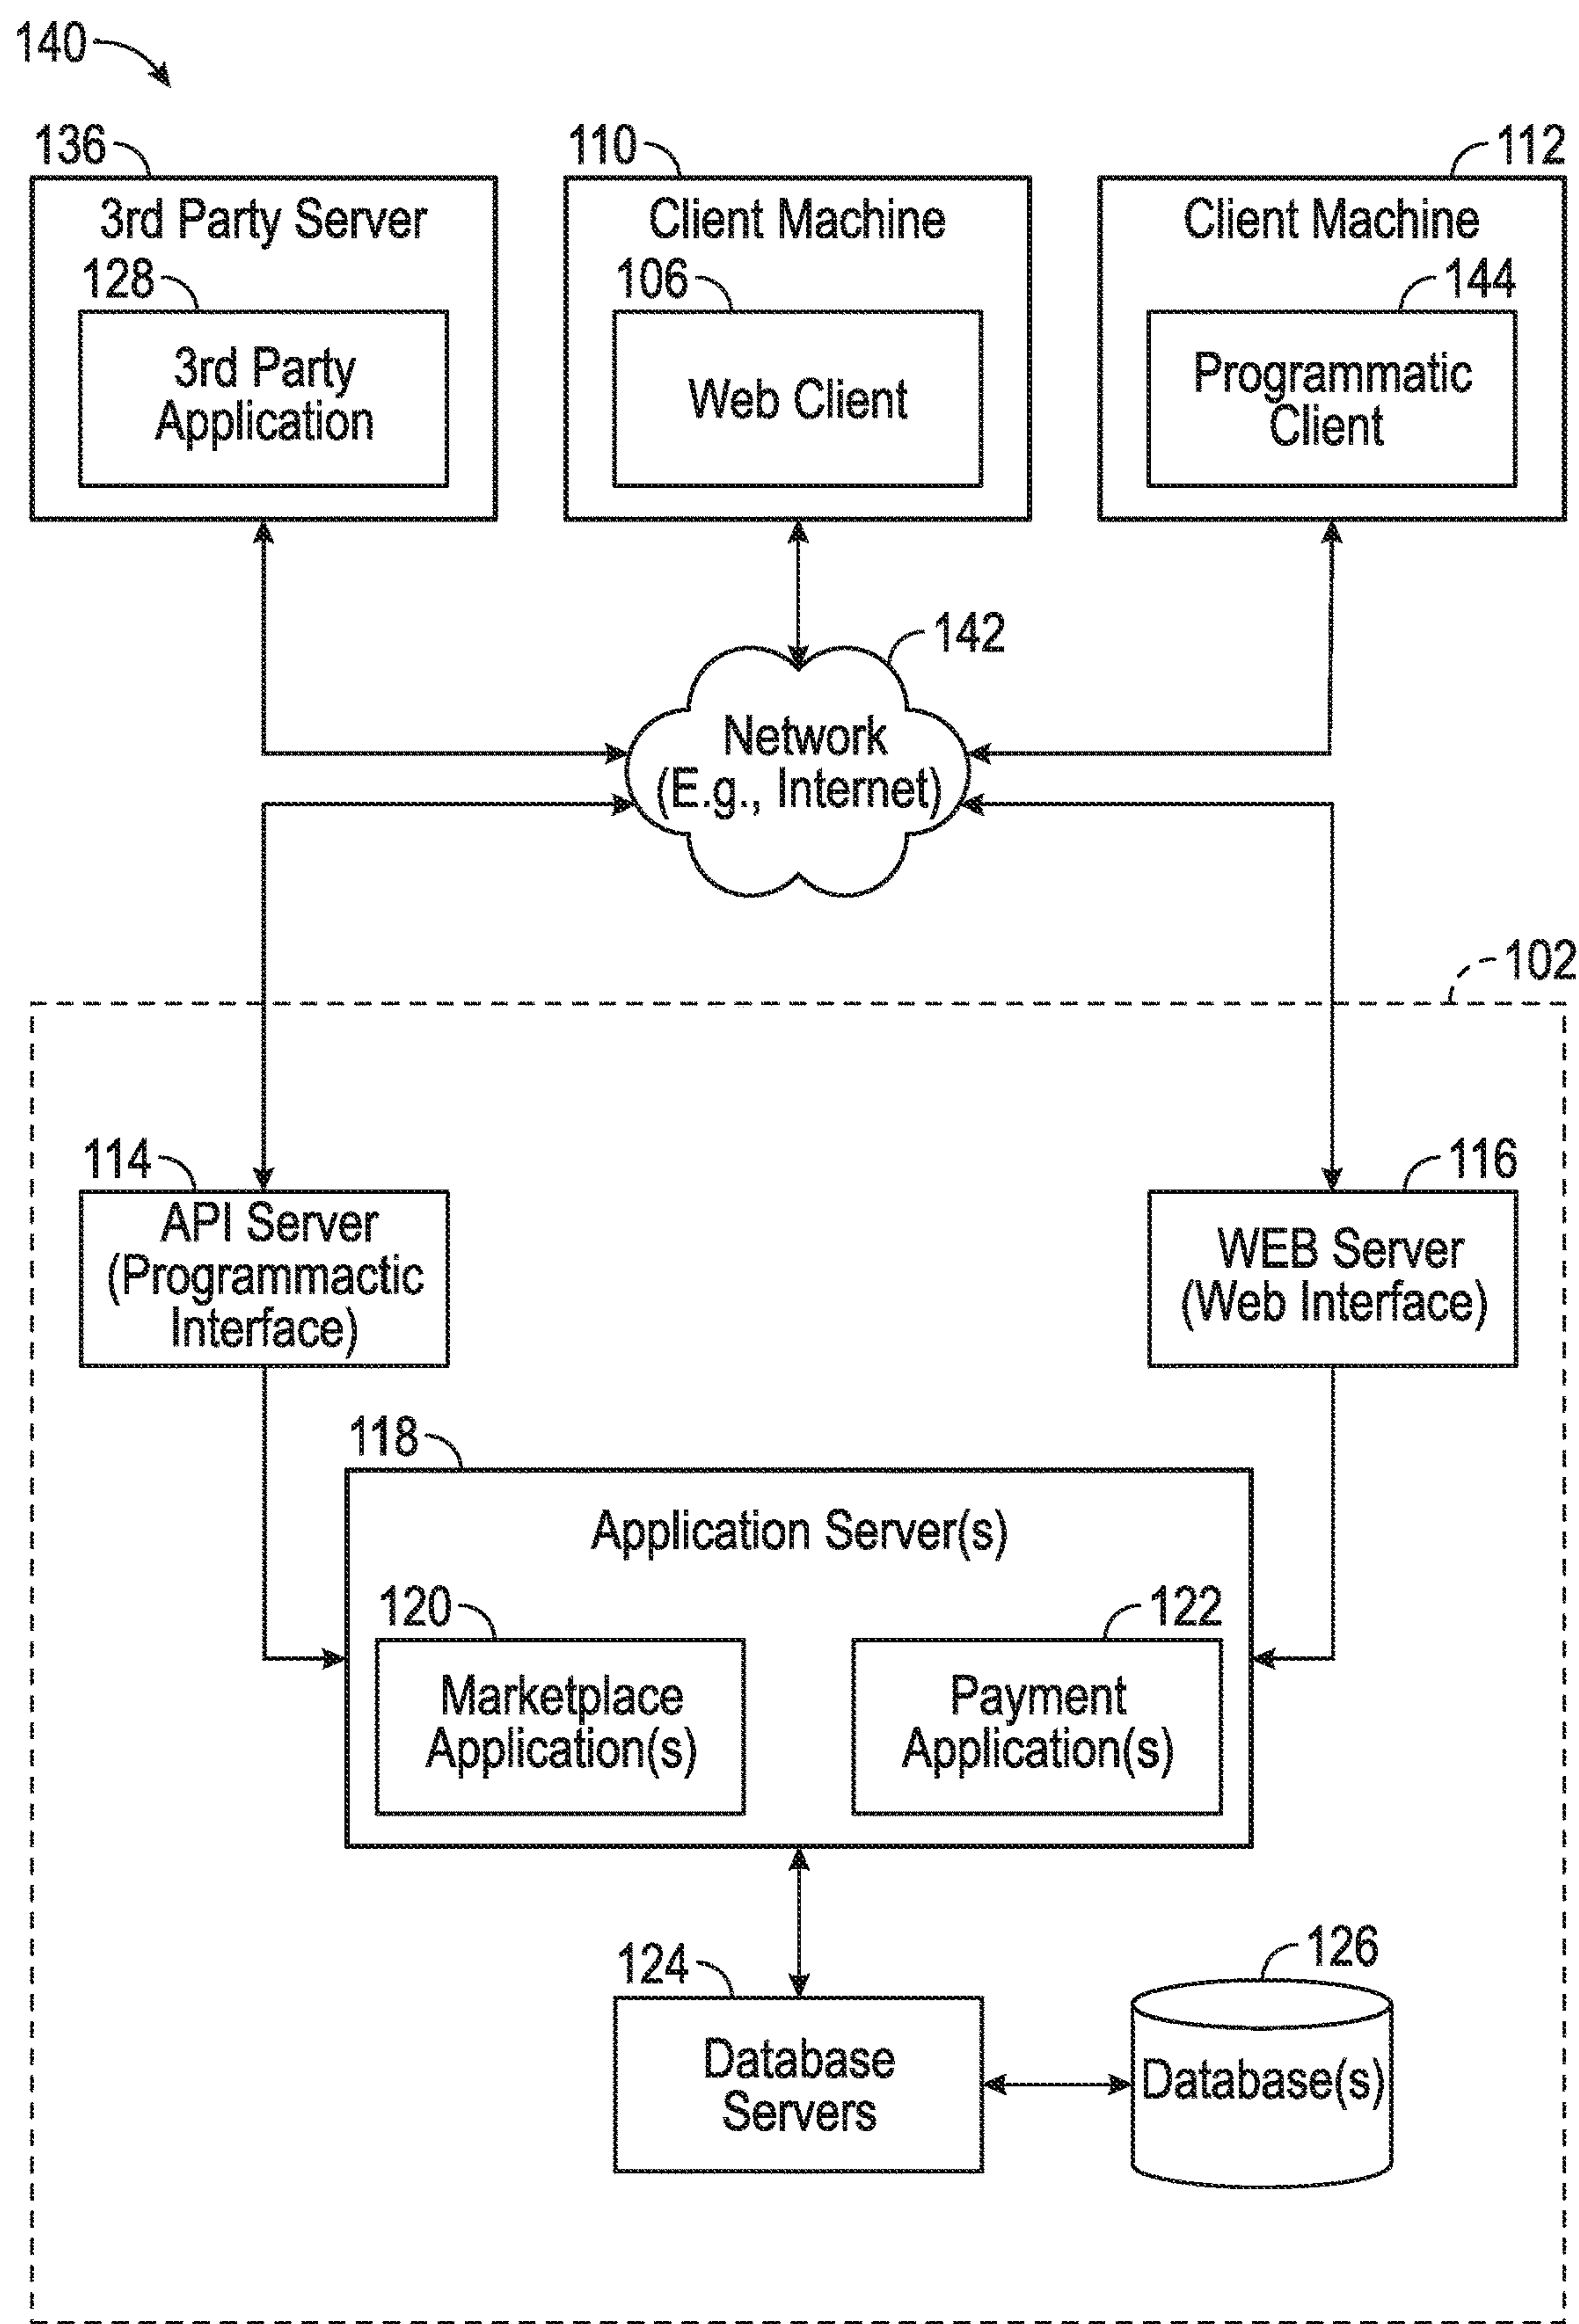 140
136
110
112
3rd Party Server
Client Machine
Client Machine
128
106
144
3rd Party
Application
Web Client
Programmatic
Client
142
Network
(E.g., Internet)
102
114
116
API Server
(Programmactic
Interface)
WEB Server
(Web Interface)
118
Application Server(s)
120
122
Marketplace
Application(s)
Payment
Application(s)
124
126
Database
Servers
Database(s)